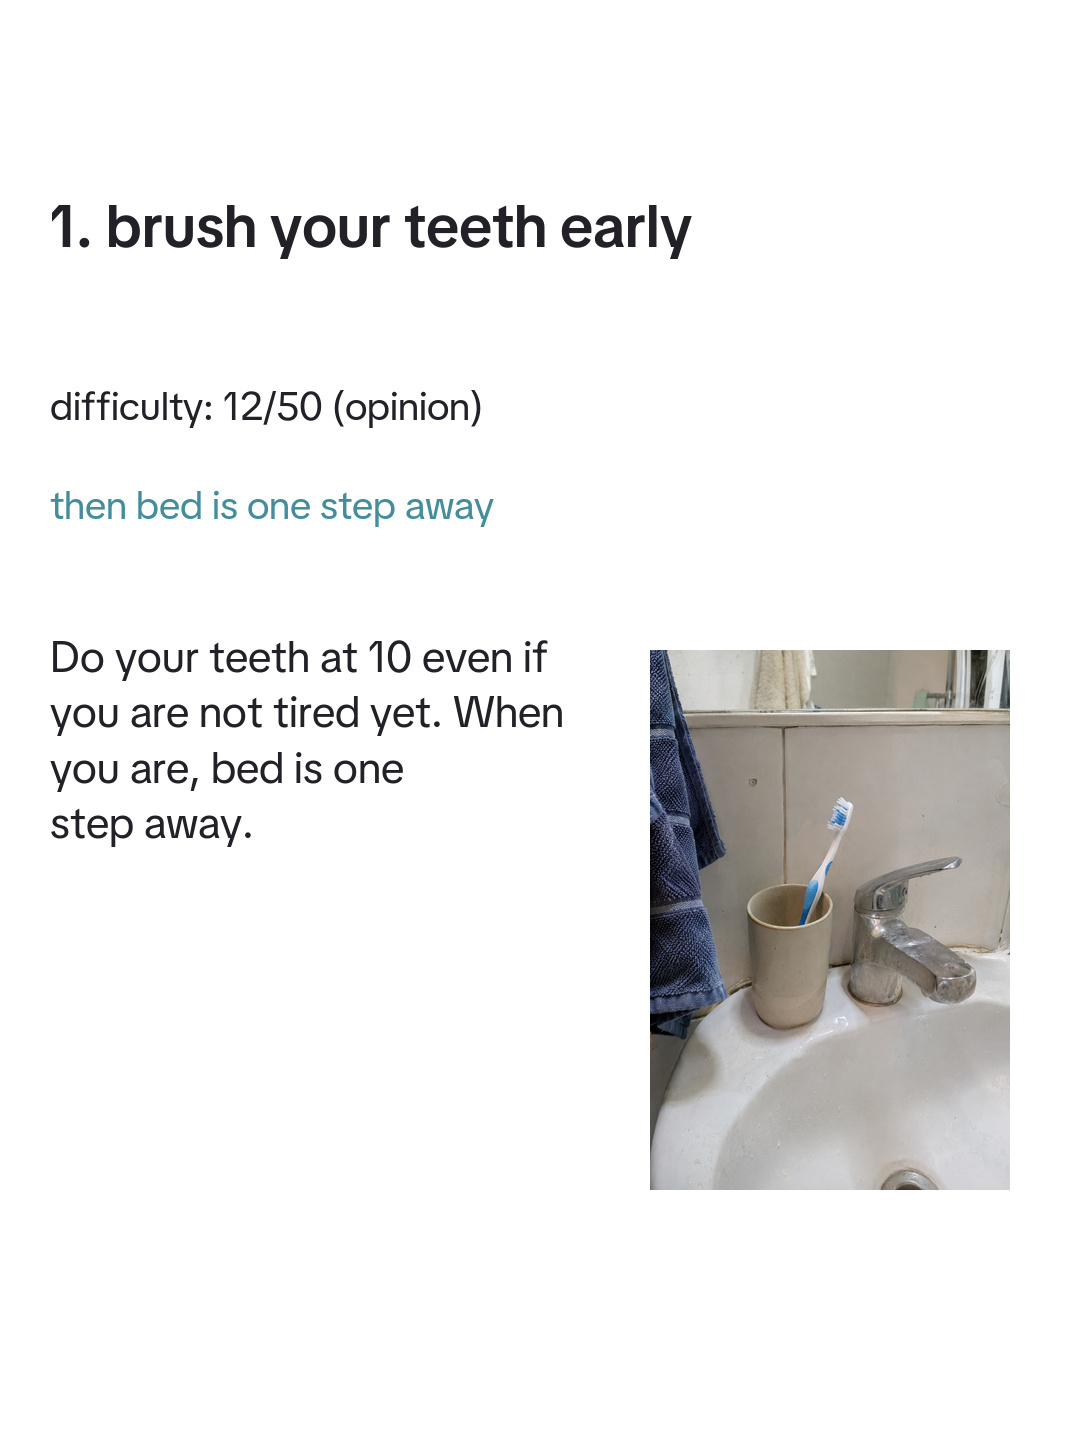 1. brush your teeth early
difficulty: 12/50 (opinion)
then bed is one step away
Do your teeth at 10 even if
you are not tired yet. When
you are, bed is one
step away.